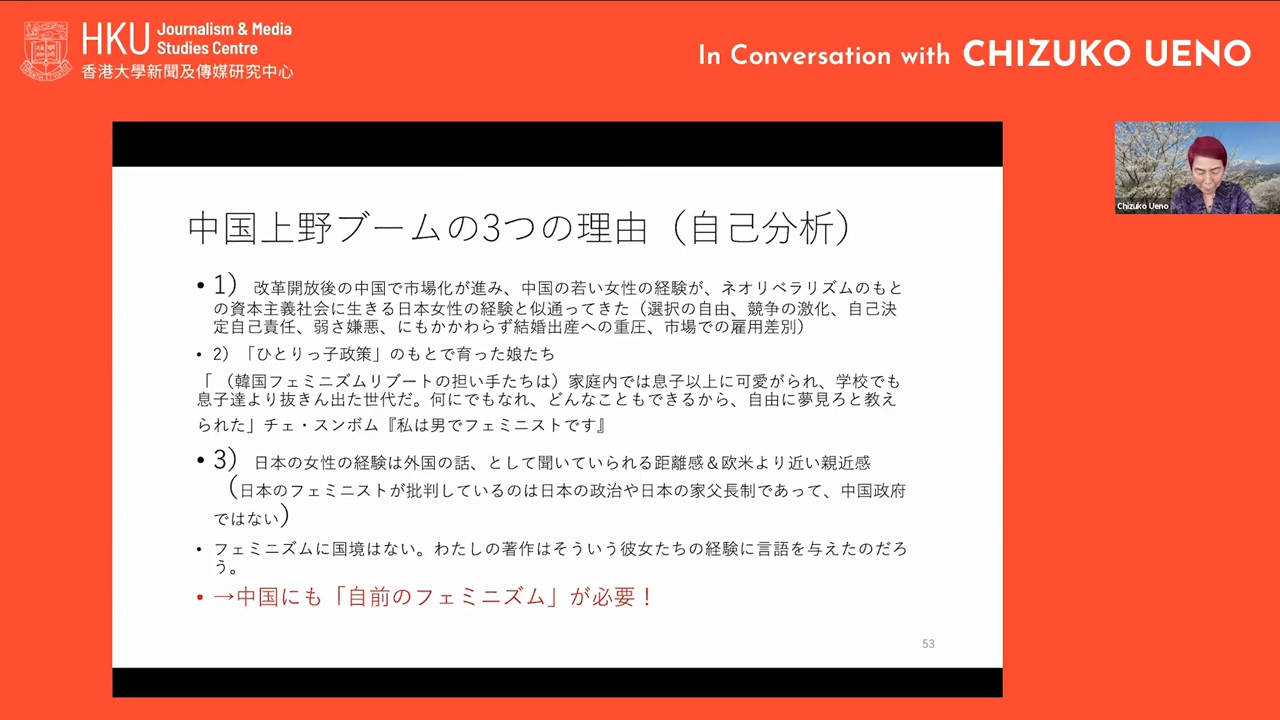 HKU Journalism & Media
Studies Centre
香港大學新聞及傳媒研究中心
In Conversation with CHIZUKO UENO
中国上野ブームの3つの理由（自己分析）
• 1） 改革開放後の中国で市場化が進み、中国の若い女性の経験が、ネオリベラリズムのもと
の資本主義社会に生きる日本女性の経験と似通ってきた（選択の自由、競争の激化、自己決
定自己責任、弱さ嫌悪、にもかかわらず結婚出産への重圧、市場での雇用差別）
• 2）「ひとりっ子政策」のもとで育った娘たち
「（韓国フェミニズムリブートの担い手たちは）家庭内では息子以上に可愛がられ、学校でも
息子達より抜きん出た世代だ。何にでもなれ、どんなこともできるから、自由に夢見ろと教え
られた」チェ・スンボム『私は男でフェミニストです』
• 3） 日本の女性の経験は外国の話、として聞いていられる距離感＆欧米より近い親近感
（日本のフェミニストが批判しているのは日本の政治や日本の家父長制であって、中国政府
ではない）
• フェミニズムに国境はない。わたしの著作はそういう彼女たちの経験に言語を与えたのだろ
う。
• →中国にも「自前のフェミニズム」が必要！
53
Chizuko Ueno